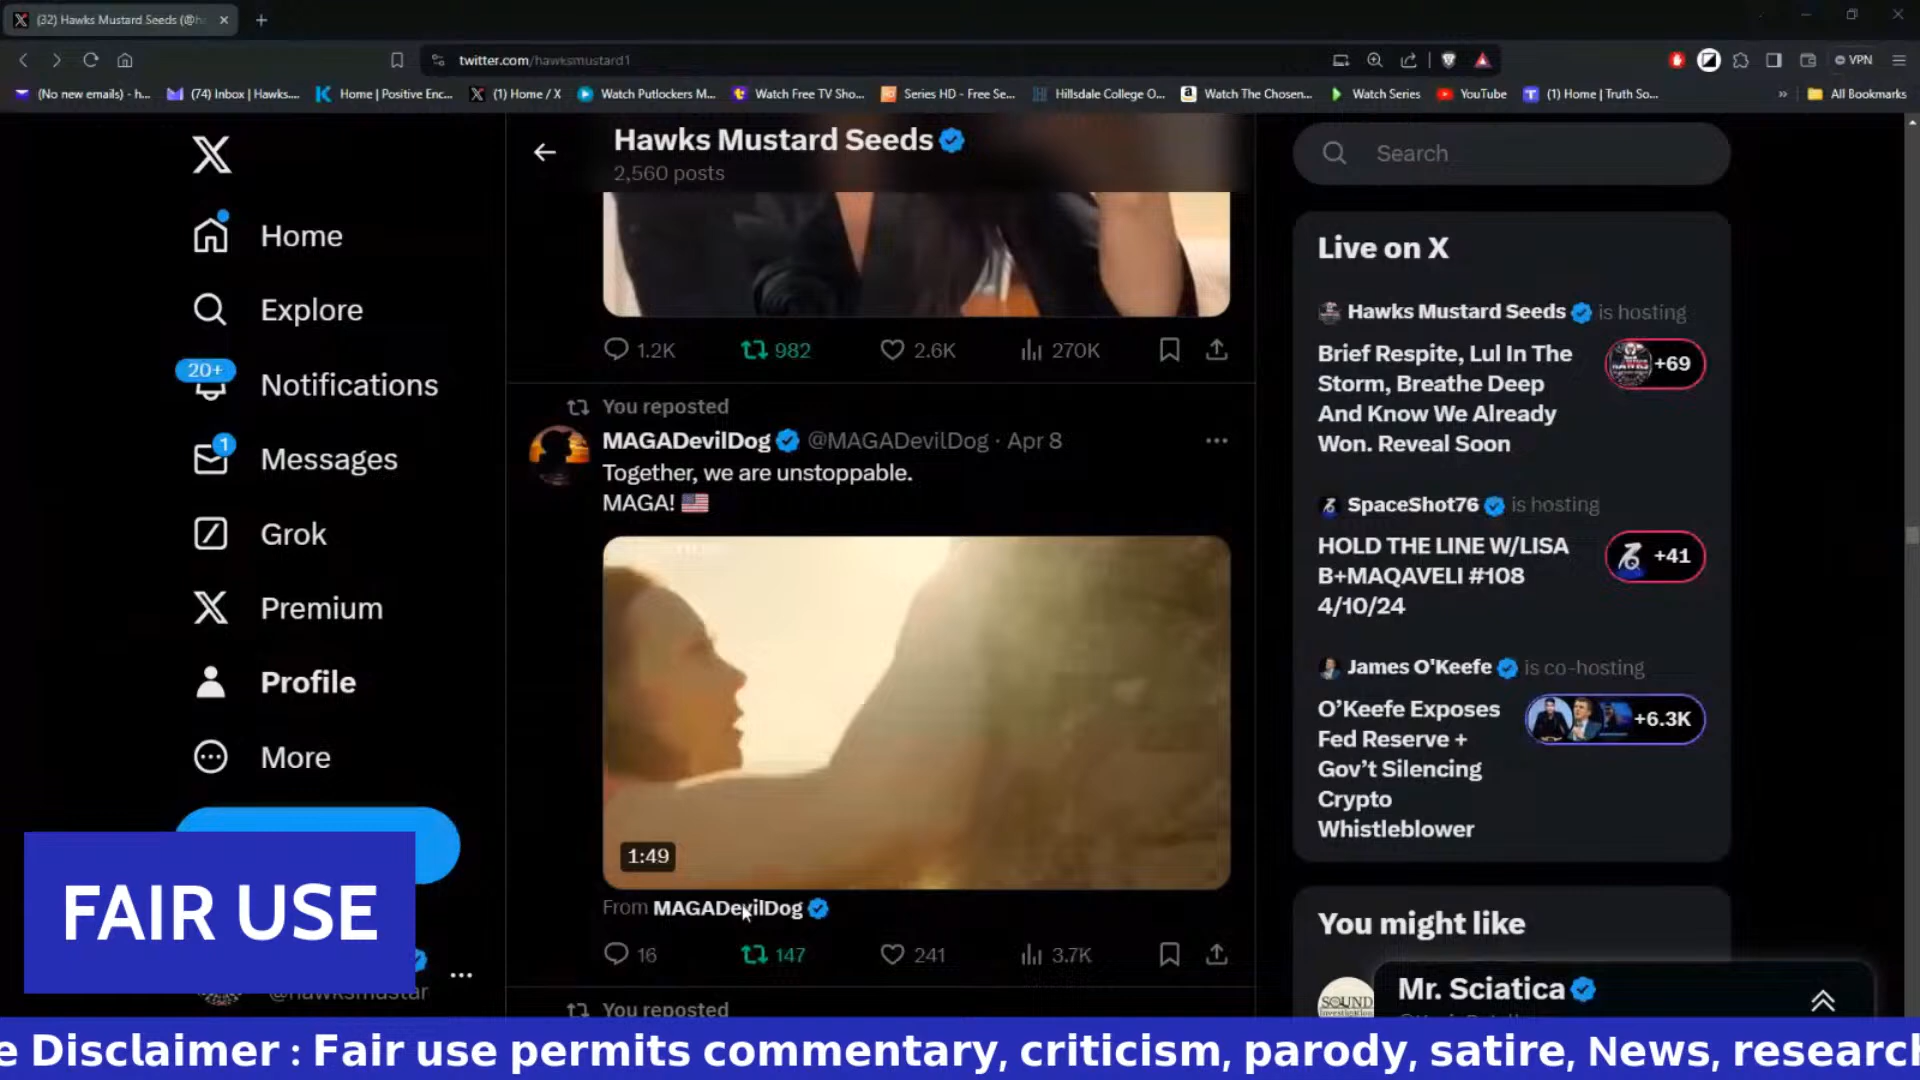 (32) Hawks Mustard Seeds (@h
twitter.com/hawksmustard1
VPN
(No new emails) - h...
(74) Inbox | Hawks....
Home | Positive Enc...
(1) Home / X
Watch Putlockers M...
Watch Free TV Sho...
Series HD - Free Se...
Hillsdale College O...
Watch The Chosen...
Watch Series
YouTube
(1) Home | Truth So...
All Bookmarks
Home
Explore
20+
Notifications
1
Messages
Grok
Premium
Profile
More
Hawks Mustard Seeds
2,560 posts
1.2K 982 2.6K 270K
You reposted
MAGADevilDog @MAGADevilDog · Apr 8
Together, we are unstoppable.
MAGA! 🇺🇸
1:49
From MAGADevilDog
16 147 241 3.7K
You reposted
Search
Live on X
Hawks Mustard Seeds is hosting
Brief Respite, Lul In The
Storm, Breathe Deep
And Know We Already
Won. Reveal Soon
+69
SpaceShot76 is hosting
HOLD THE LINE W/LISA
B+MAQAVELI #108
4/10/24
+41
James O'Keefe is co-hosting
O’Keefe Exposes
Fed Reserve +
Gov’t Silencing
Crypto
Whistleblower
+6.3K
You might like
SOUND
Mr. Sciatica
FAIR USE
@hawksmustar
e Disclaimer : Fair use permits commentary, criticism, parody, satire, News, research